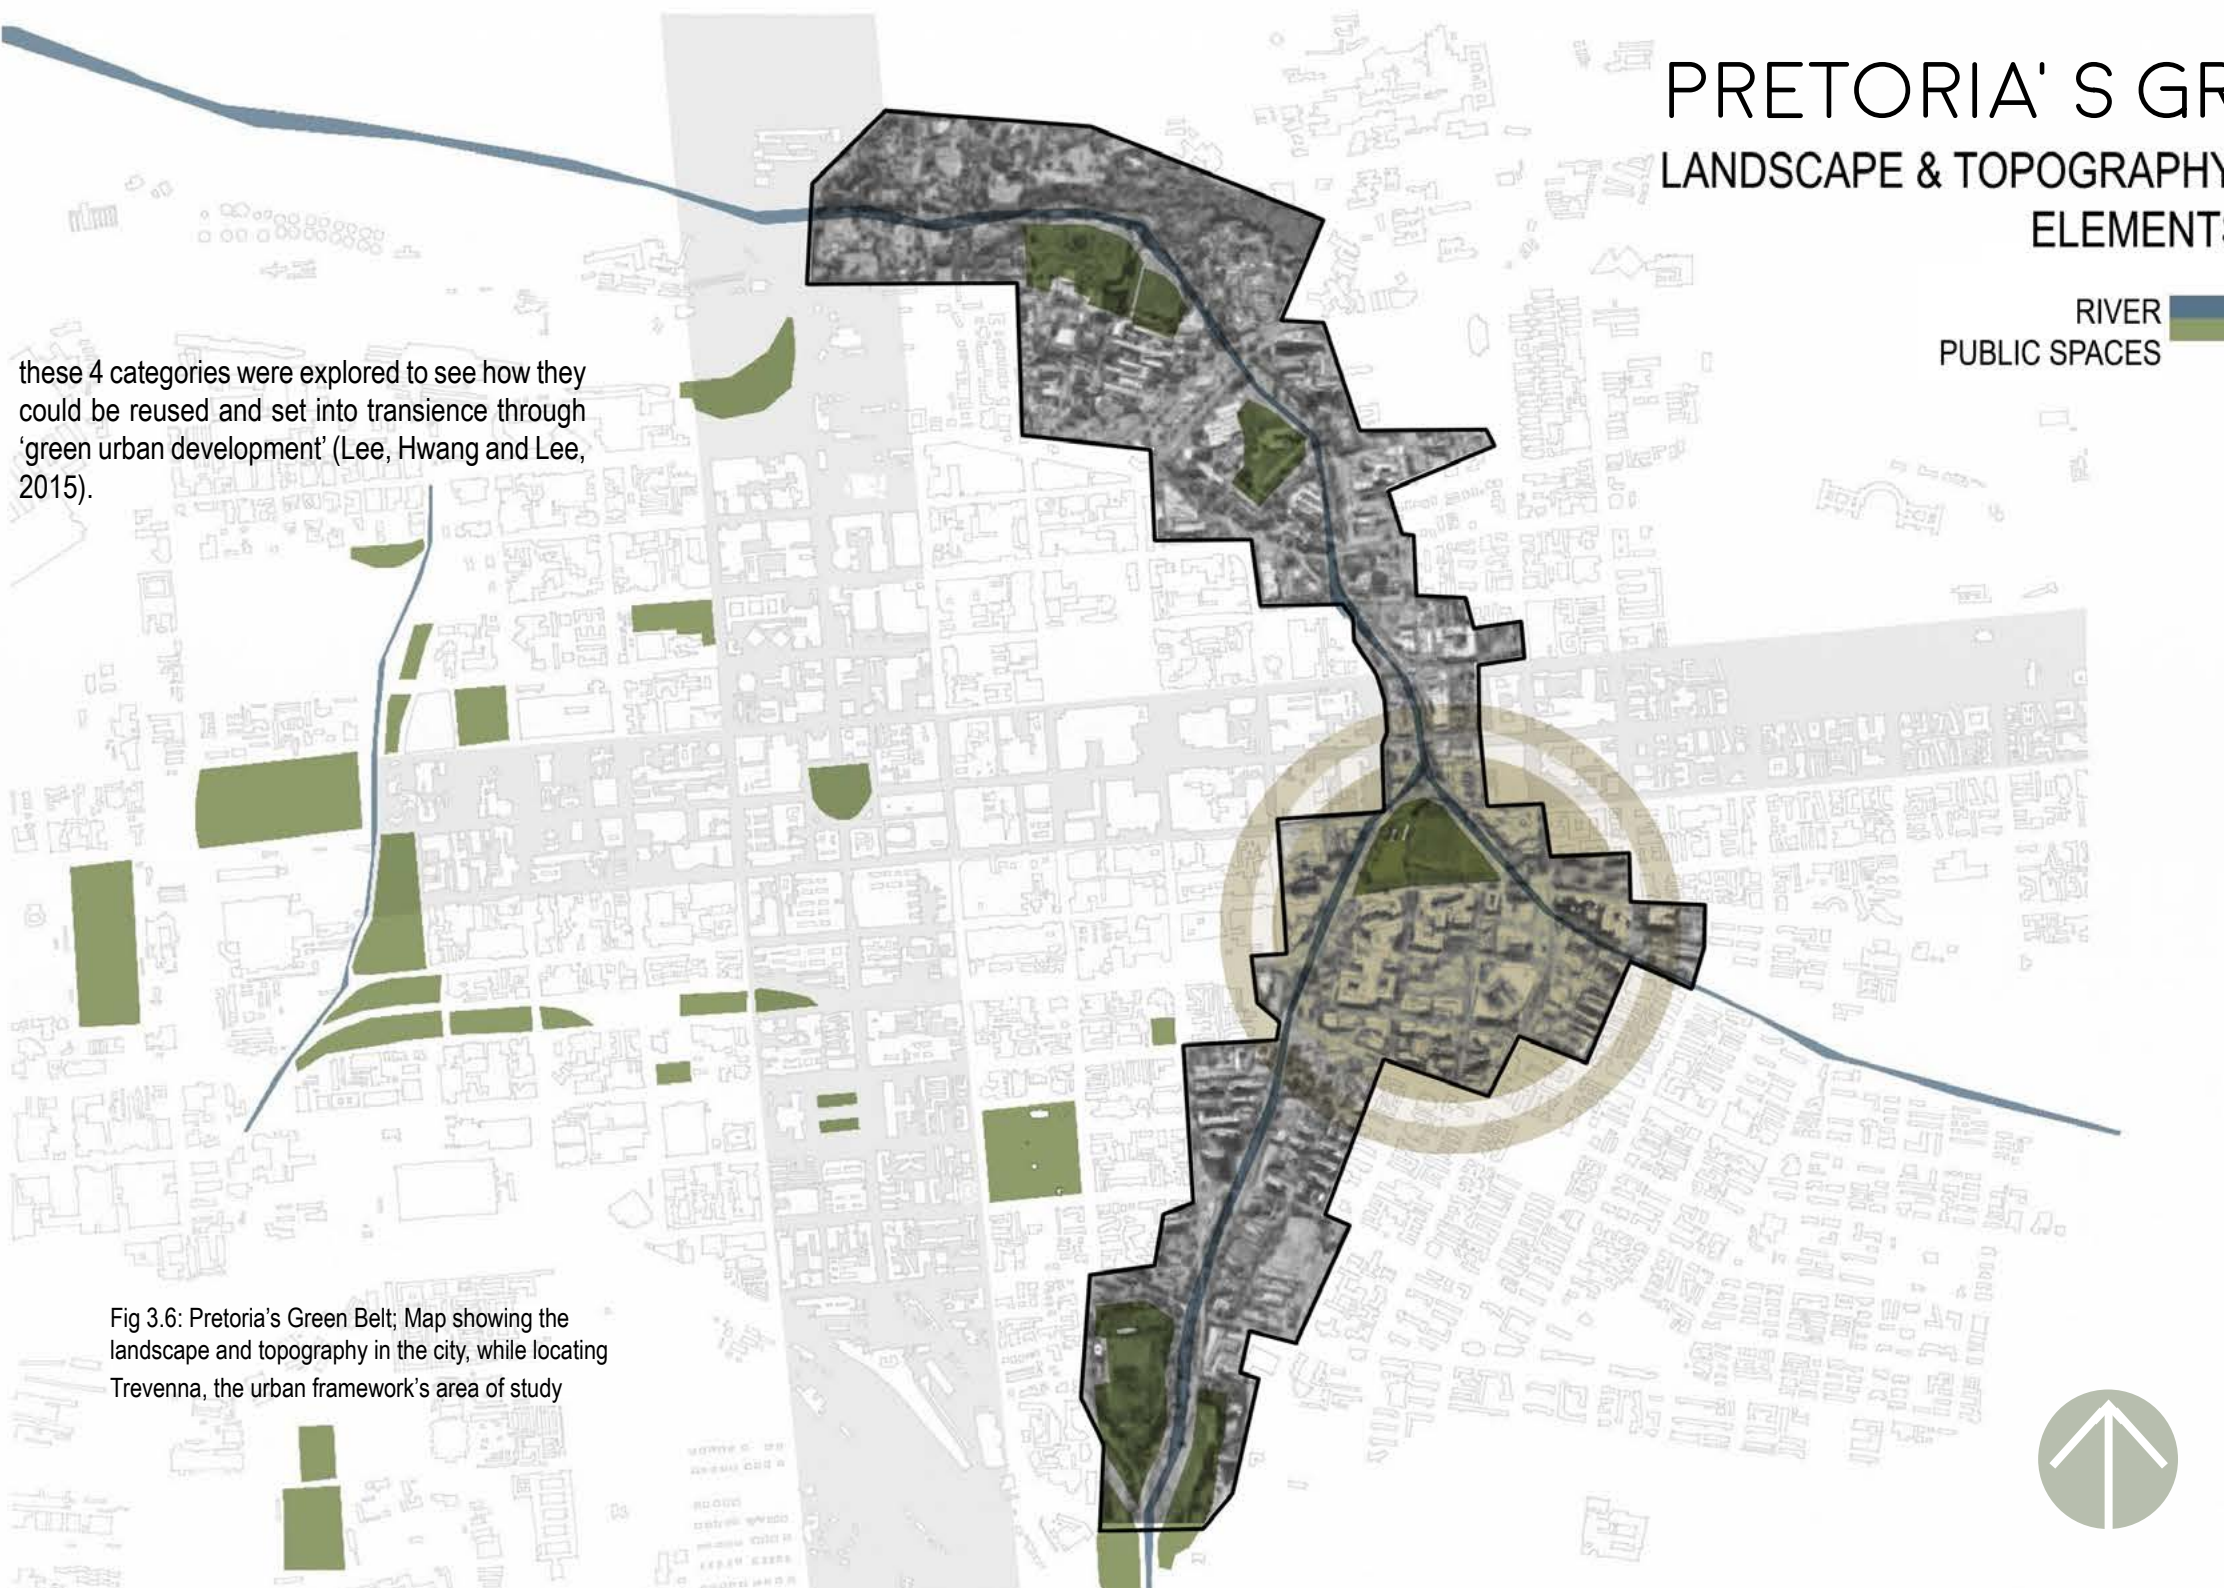 PRETORIA' S GR
LANDSCAPE & TOPOGRAPHY
ELEMENTS
RIVER
PUBLIC SPACES
these 4 categories were explored to see how they
could be reused and set into transience through
‘green urban development’ (Lee, Hwang and Lee,
2015).
Fig 3.6: Pretoria’s Green Belt; Map showing the
landscape and topography in the city, while locating
Trevenna, the urban framework’s area of study